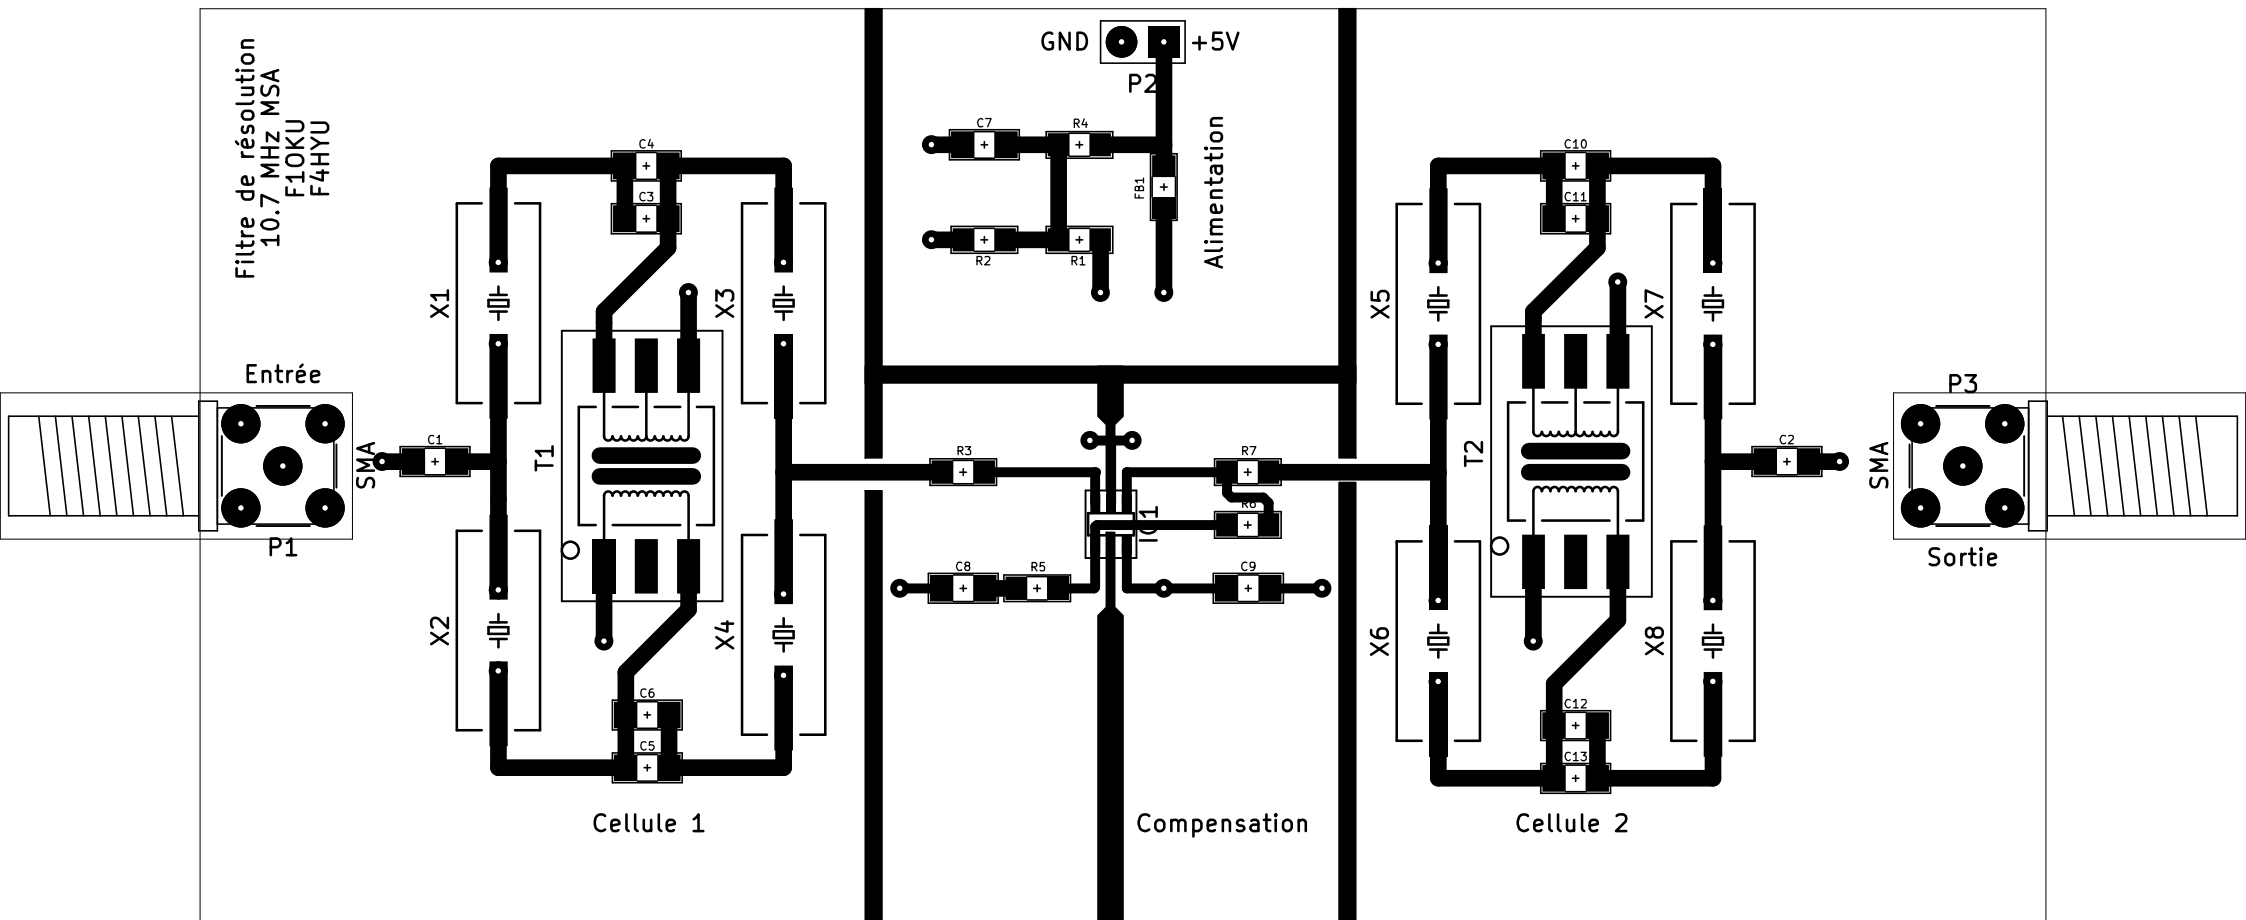 Filtre de résolution
10.7 MHz MSA
F1OKU
F4HYU
GND
+5V
P2
Alimentation
C7
R4
FB1
R2
R1
C4
C3
X1
X3
T1
Entrée
SMA
P1
C1
X2
X4
C6
C5
Cellule 1
R3
R7
R6
IC1
C8
R5
C9
Compensation
C10
C11
X5
X7
T2
P3
SMA
C2
Sortie
X6
X8
C12
C13
Cellule 2